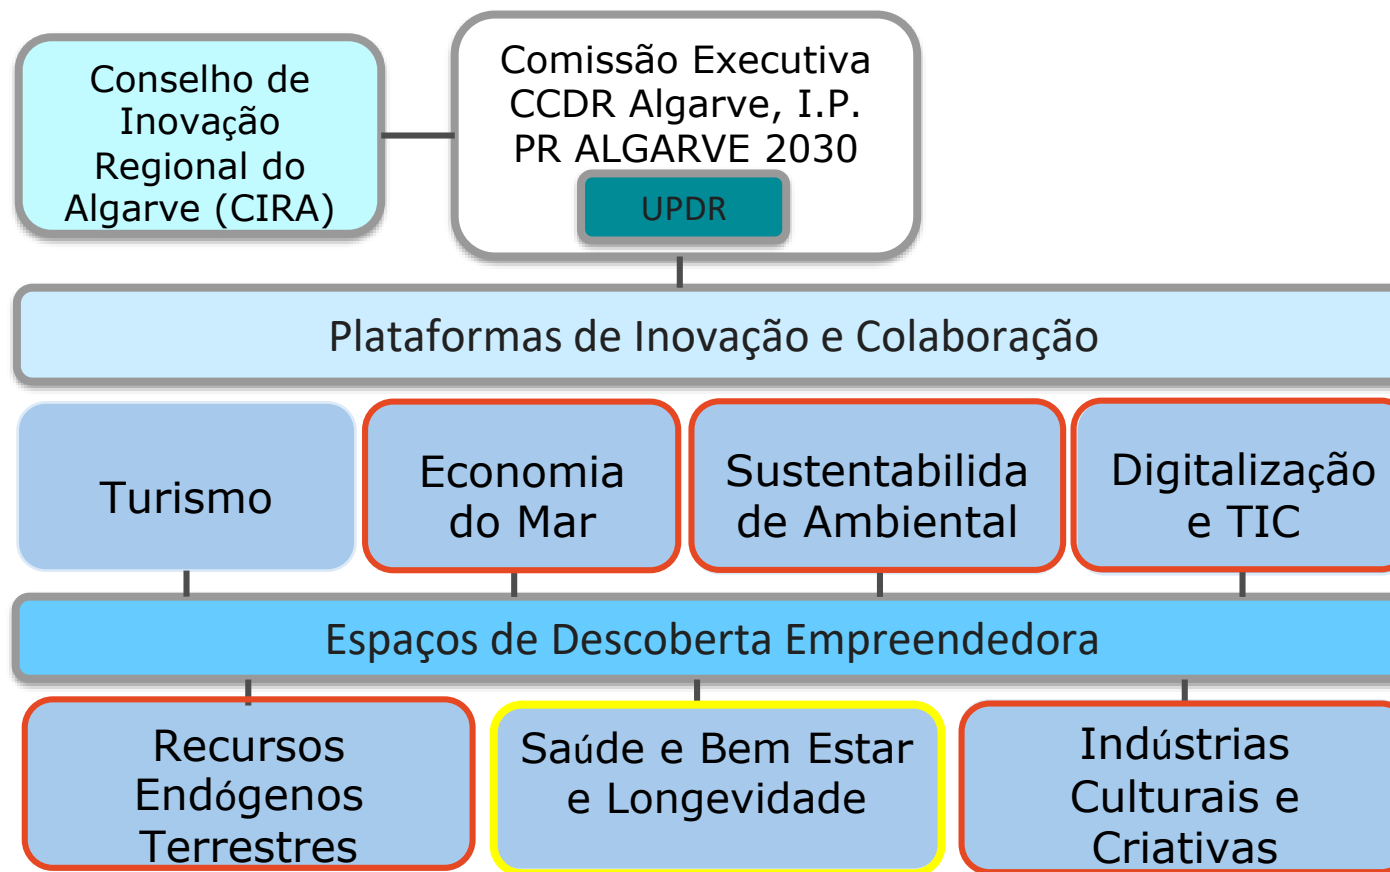 Conselho de
Inovação
Regional do
Algarve (CIRA)
Comissão Executiva
CCDR Algarve, I.P.
PR ALGARVE 2030
UPDR
Plataformas de Inovação e Colaboração
Turismo
Economia
do Mar
Sustentabilida
de Ambiental
Digitalização
e TIC
Espaços de Descoberta Empreendedora
Recursos
Endógenos
Terrestres
Saúde e Bem Estar
e Longevidade
Indústrias
Culturais e
Criativas